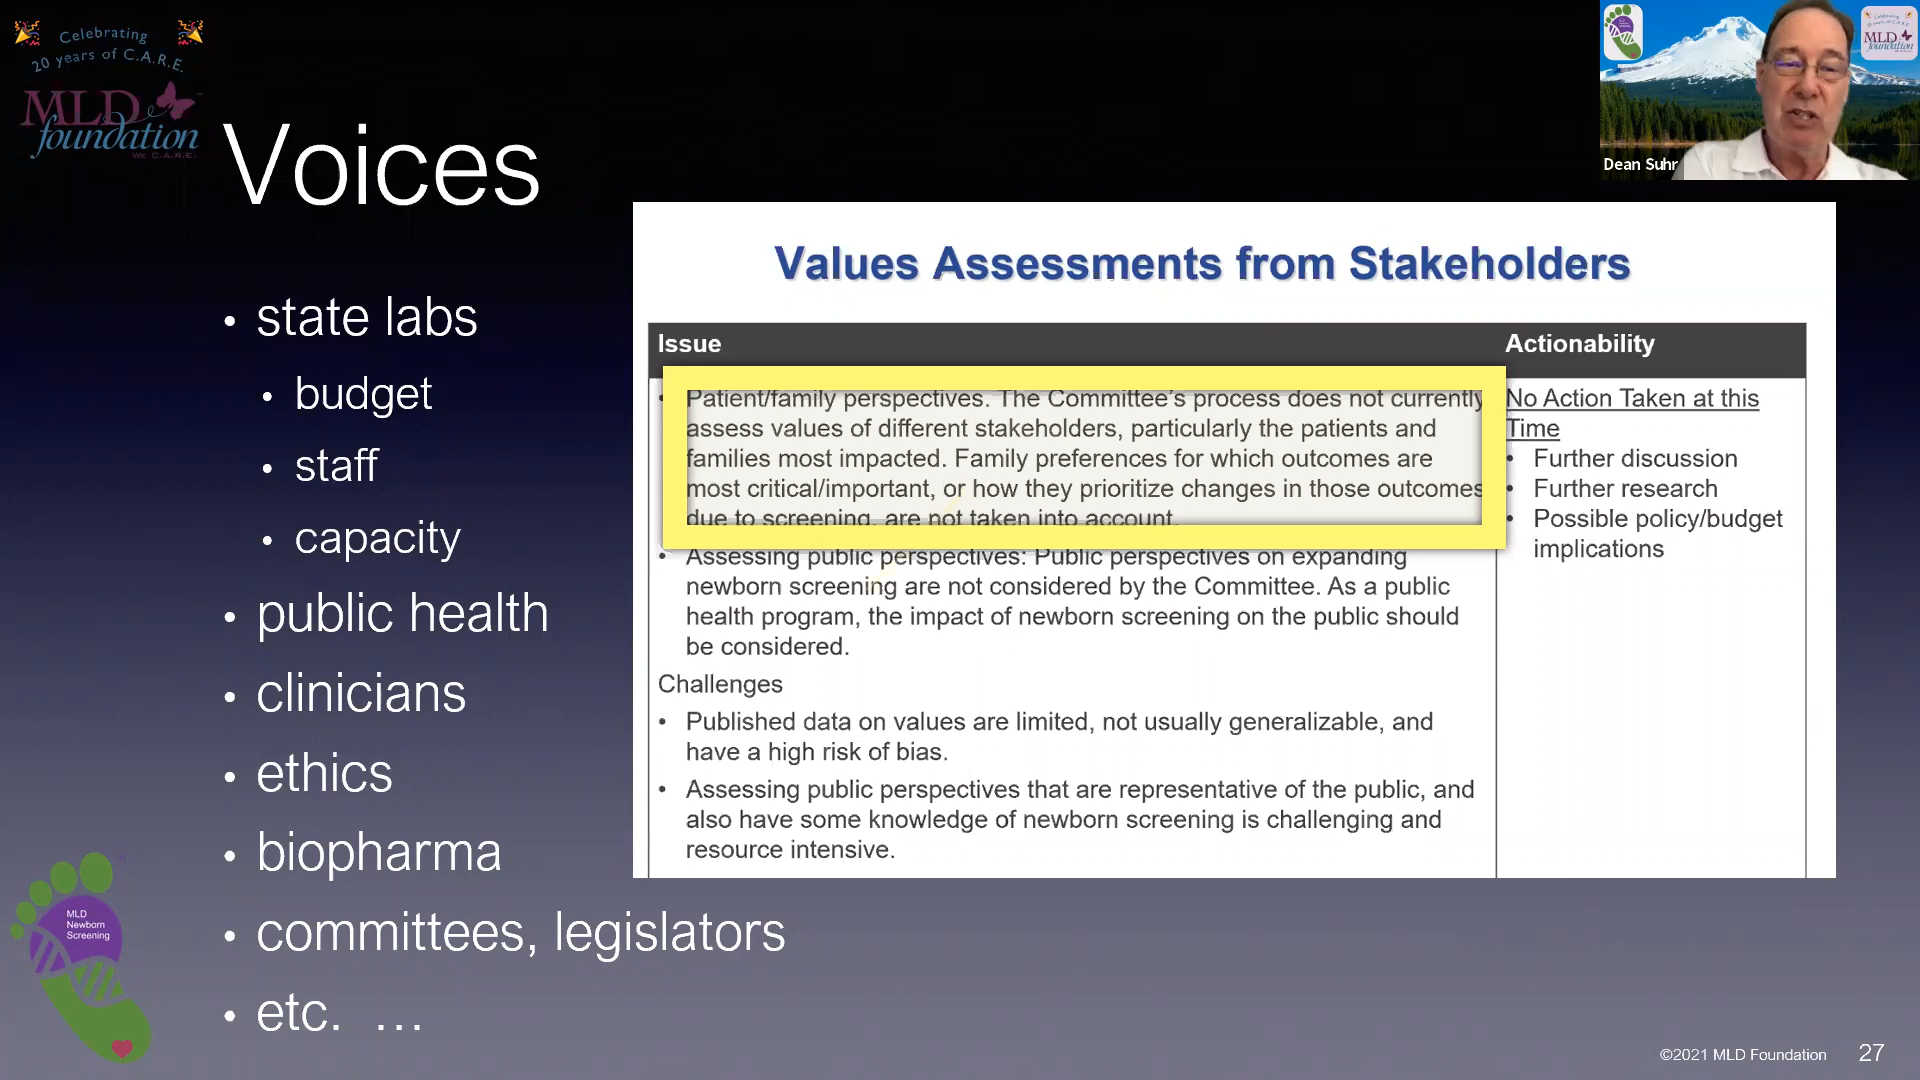 Celebrating
20 years of C.A.R.E.
MLD
foundation
WE C.A.R.E.
Voices
• state labs
• budget
• staff
• capacity
• public health
• clinicians
• ethics
• biopharma
• committees, legislators
• etc. …
Values Assessments from Stakeholders
Issue
• Patient/family perspectives. The Committee's process does not currently
assess values of different stakeholders, particularly the patients and
families most impacted. Family preferences for which outcomes are
most critical/important, or how they prioritize changes in those outcomes
due to screening, are not taken into account.
• Assessing public perspectives: Public perspectives on expanding
newborn screening are not considered by the Committee. As a public
health program, the impact of newborn screening on the public should
be considered.
Challenges
• Published data on values are limited, not usually generalizable, and
have a high risk of bias.
• Assessing public perspectives that are representative of the public, and
also have some knowledge of newborn screening is challenging and
resource intensive.
Actionability
No Action Taken at this
Time
• Further discussion
• Further research
• Possible policy/budget
implications
Dean Suhr
Celebrating
20 years of C.A.R.E.
MLD
foundation
MLD
Newborn
Screening
©2021 MLD Foundation
27